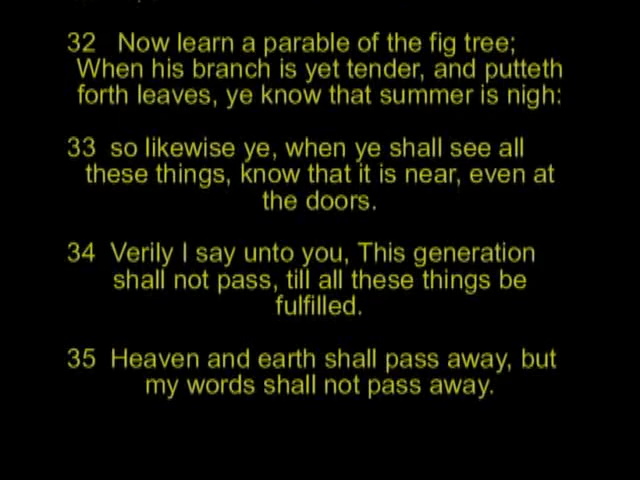 32 Now learn a parable of the fig tree;
When his branch is yet tender, and putteth
forth leaves, ye know that summer is nigh:
33 so likewise ye, when ye shall see all
these things, know that it is near, even at
the doors.
34 Verily I say unto you, This generation
shall not pass, till all these things be
fulfilled.
35 Heaven and earth shall pass away, but
my words shall not pass away.